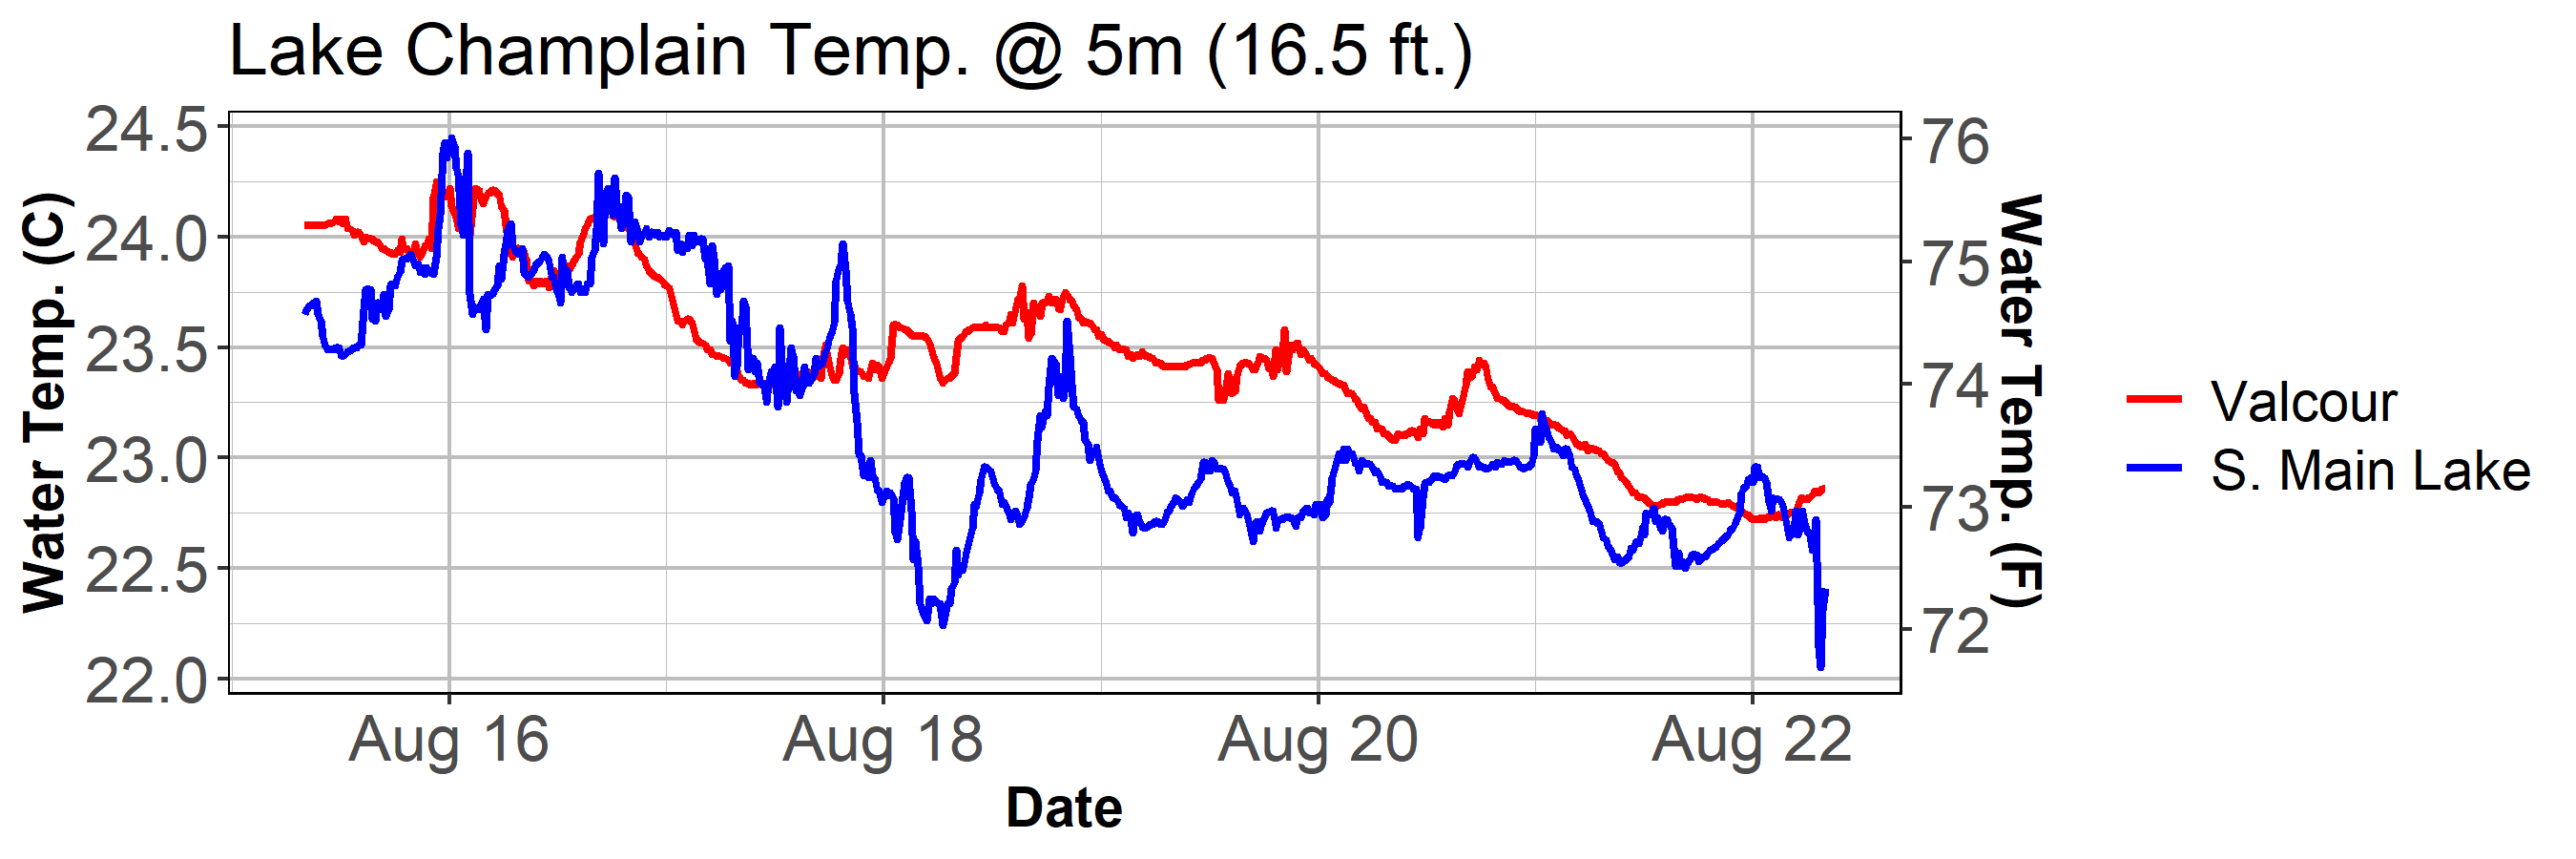 Lake Champlain Temp. @ 5m (16.5 ft.)
Water Temp. (C)
24.5
24.0
23.5
23.0
22.5
22.0
76
75
74
73
72
Water Temp. (F)
Aug 16
Aug 18
Aug 20
Aug 22
Date
Valcour
S. Main Lake